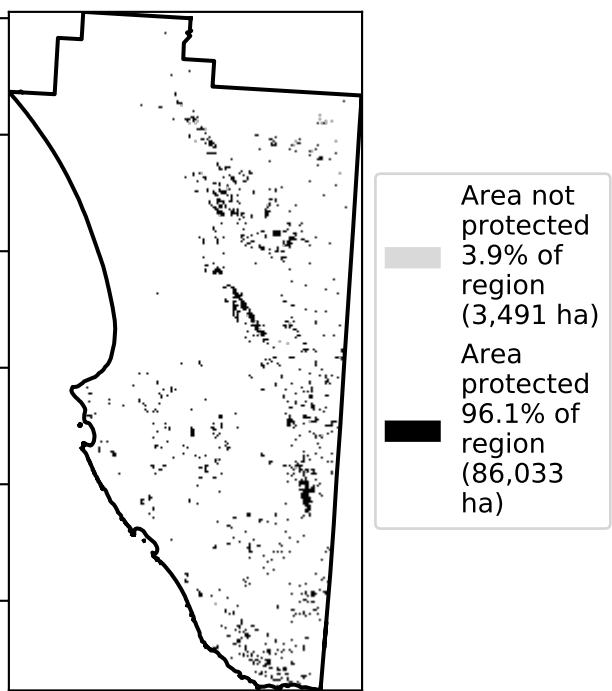 Area not
protected
3.9% of
region
(3,491 ha)
Area
protected
96.1% of
region
(86,033
ha)